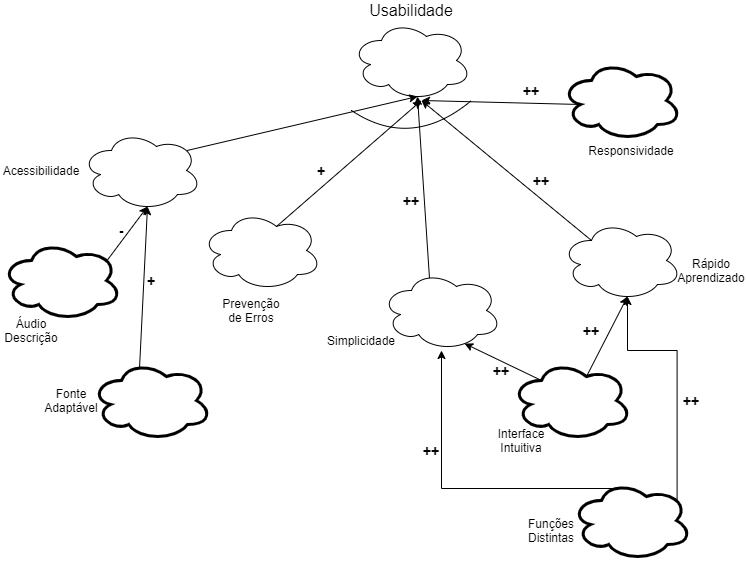 Usabilidade
++
Responsividade
Acessibilidade
+
++
++
-
+
Rápido
Aprendizado
Prevenção
de Erros
Áudio
Descrição
Simplicidade
++
++
Fonte
Adaptável
++
Interface
Intuitiva
++
Funções
Distintas
++